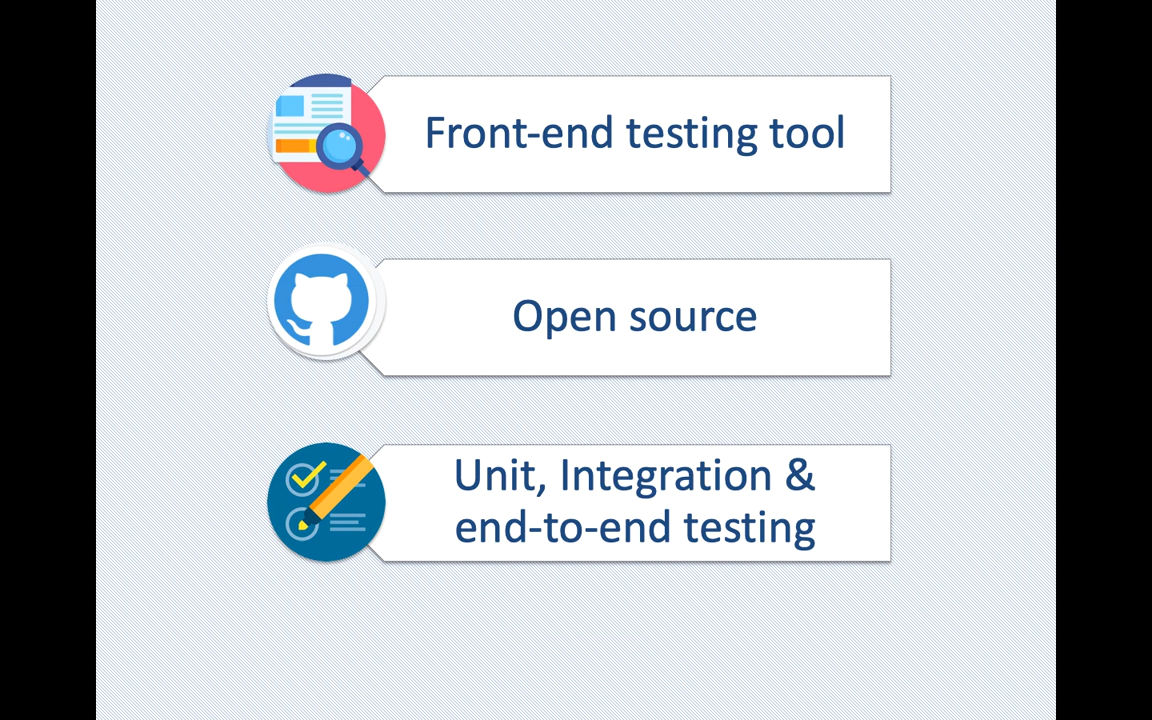 Front-end testing tool
Open source
Unit, Integration &
end-to-end testing